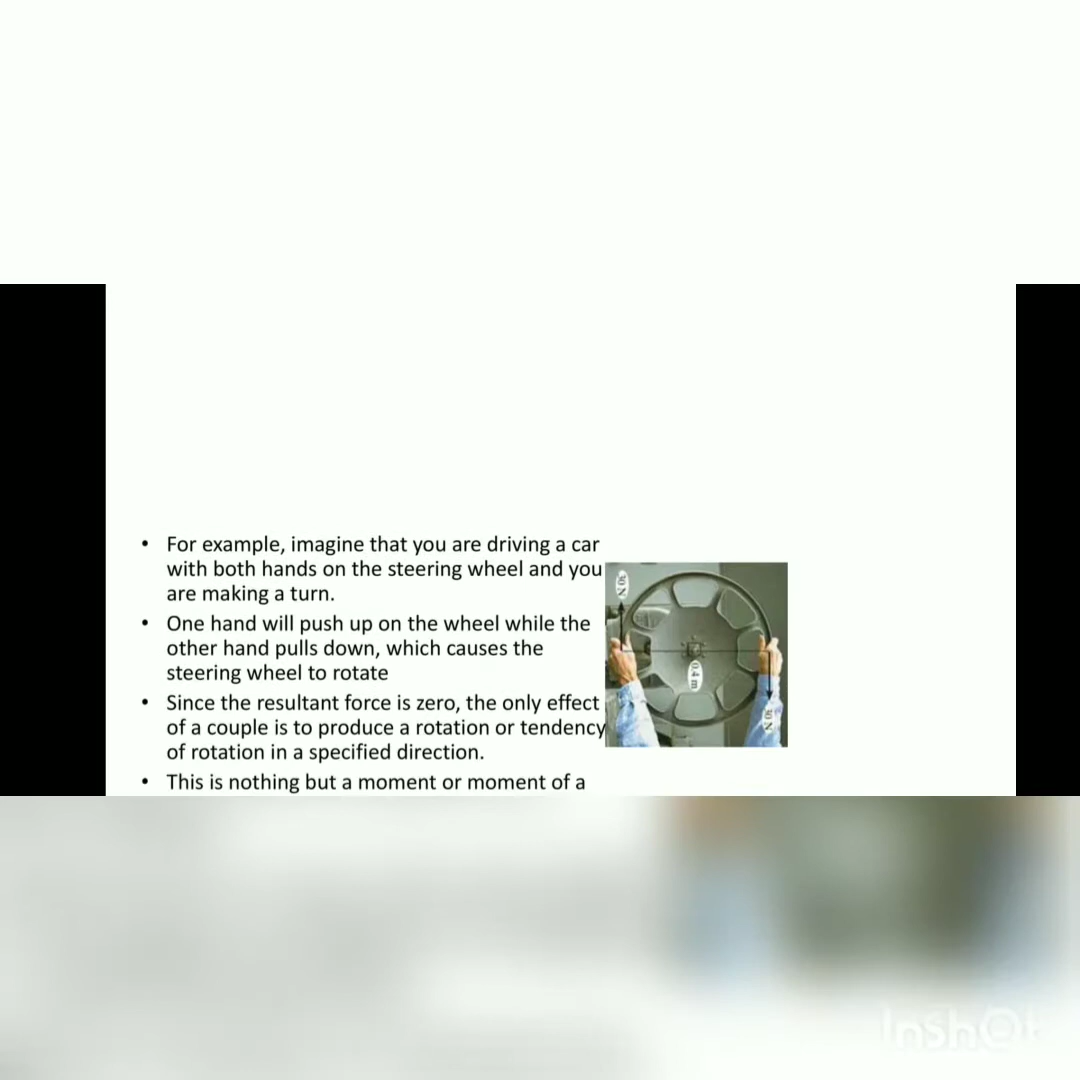 • For example, imagine that you are driving a car
with both hands on the steering wheel and you
are making a turn.
• One hand will push up on the wheel while the
other hand pulls down, which causes the
steering wheel to rotate
• Since the resultant force is zero, the only effect
of a couple is to produce a rotation or tendency
of rotation in a specified direction.
• This is nothing but a moment or moment of a
30 N
0.4 m
30 N
InSh@t